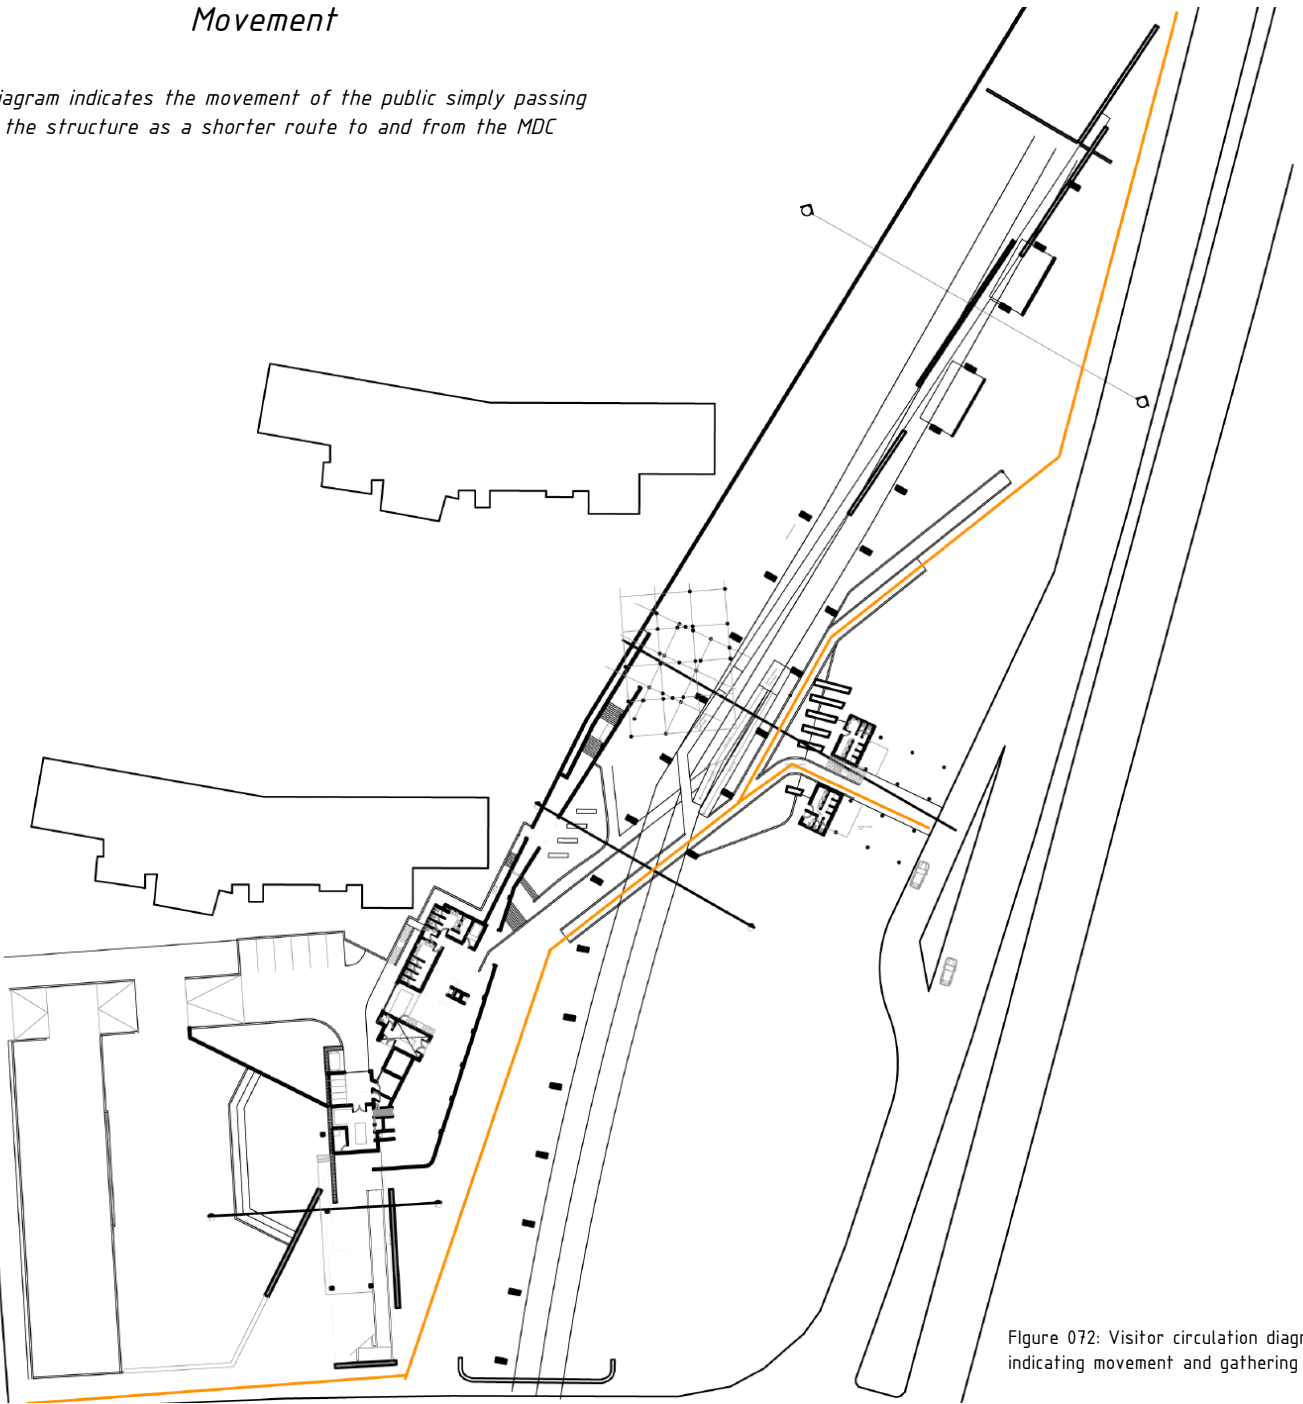 Movement
iagram indicates the movement of the public simply passing
the structure as a shorter route to and from the MDC
FIgure 072: Visitor circulation diagr
indicating movement and gathering